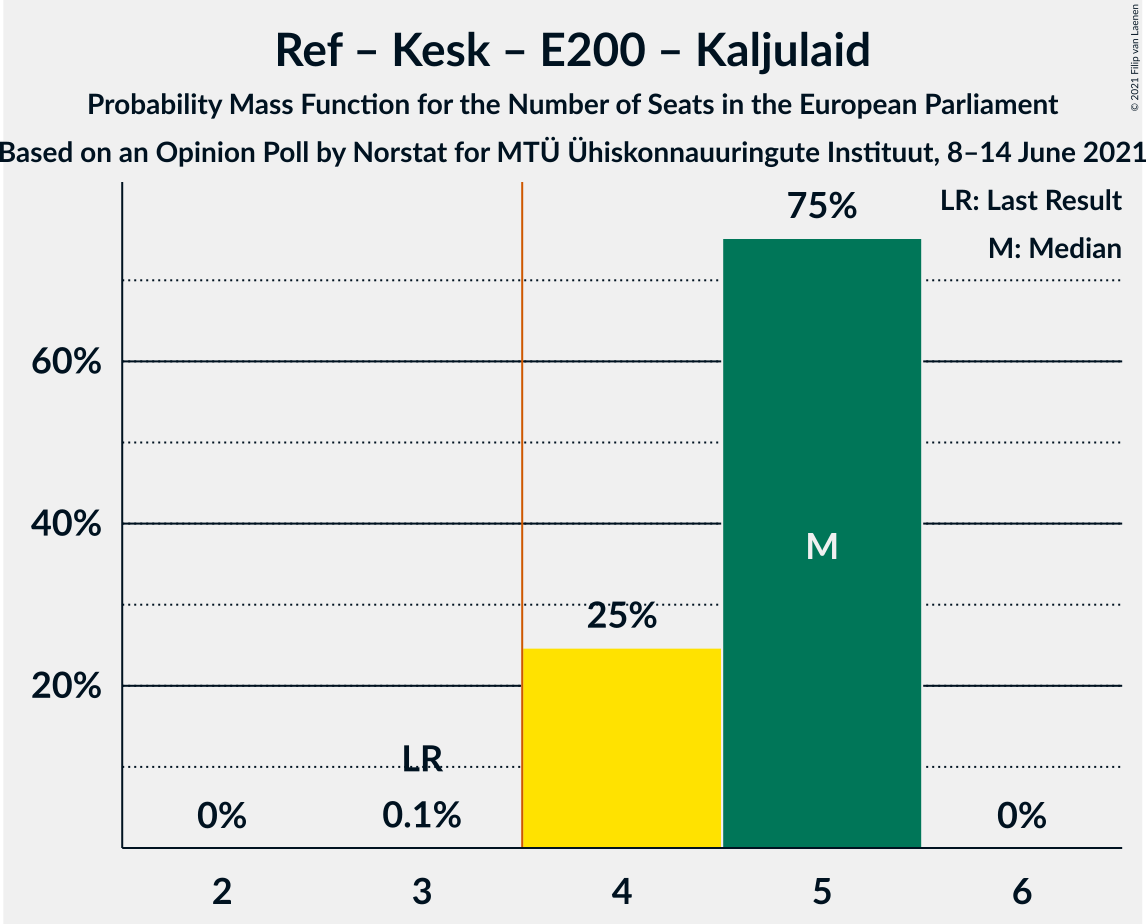 Ref – Kesk – E200 – Kaljulaid
Probability Mass Function for the Number of Seats in the European Parliament
Based on an Opinion Poll by Norstat for MTÜ Ühiskonnauuringute Instituut, 8–14 June 2021
© 2021 Filip van Laenen
LR: Last Result
M: Median
75%
60%
40%
20%
M
25%
LR
0%
0.1%
0%
2
3
4
5
6